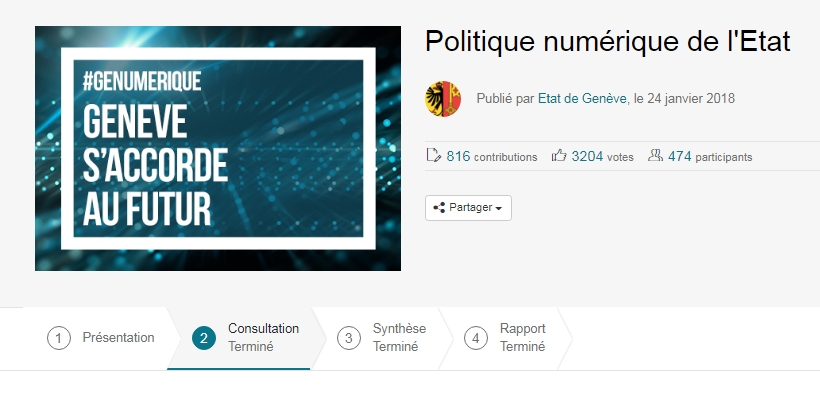 #GENUMERIQUE
GENEVE
S'ACCORDE
AU FUTUR
Politique numérique de l'Etat
Publié par Etat de Genève, le 24 janvier 2018
816 contributions 3204 votes 474 participants
Partager
1 Présentation
2 Consultation
Terminé
3 Synthèse
Terminé
4 Rapport
Terminé